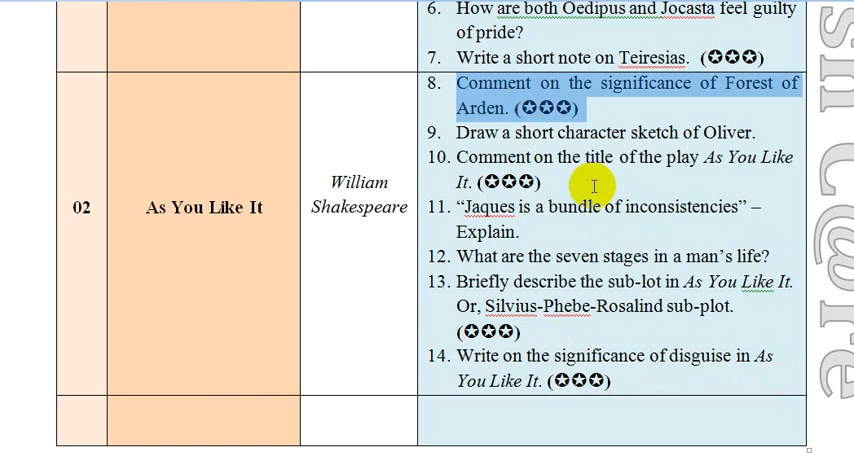 6. How are both Oedipus and Jocasta feel guilty
of pride?
7. Write a short note on Teiresias. (✪✪✪)
02
As You Like It
William
Shakespeare
8. Comment on the significance of Forest of
Arden. (✪✪✪)
9. Draw a short character sketch of Oliver.
10. Comment on the title of the play As You Like
It. (✪✪✪)
11. “Jaques is a bundle of inconsistencies” –
Explain.
12. What are the seven stages in a man’s life?
13. Briefly describe the sub-lot in As You Like It.
Or, Silvius-Phebe-Rosalind sub-plot.
(✪✪✪)
14. Write on the significance of disguise in As
You Like It. (✪✪✪)
sm c@re